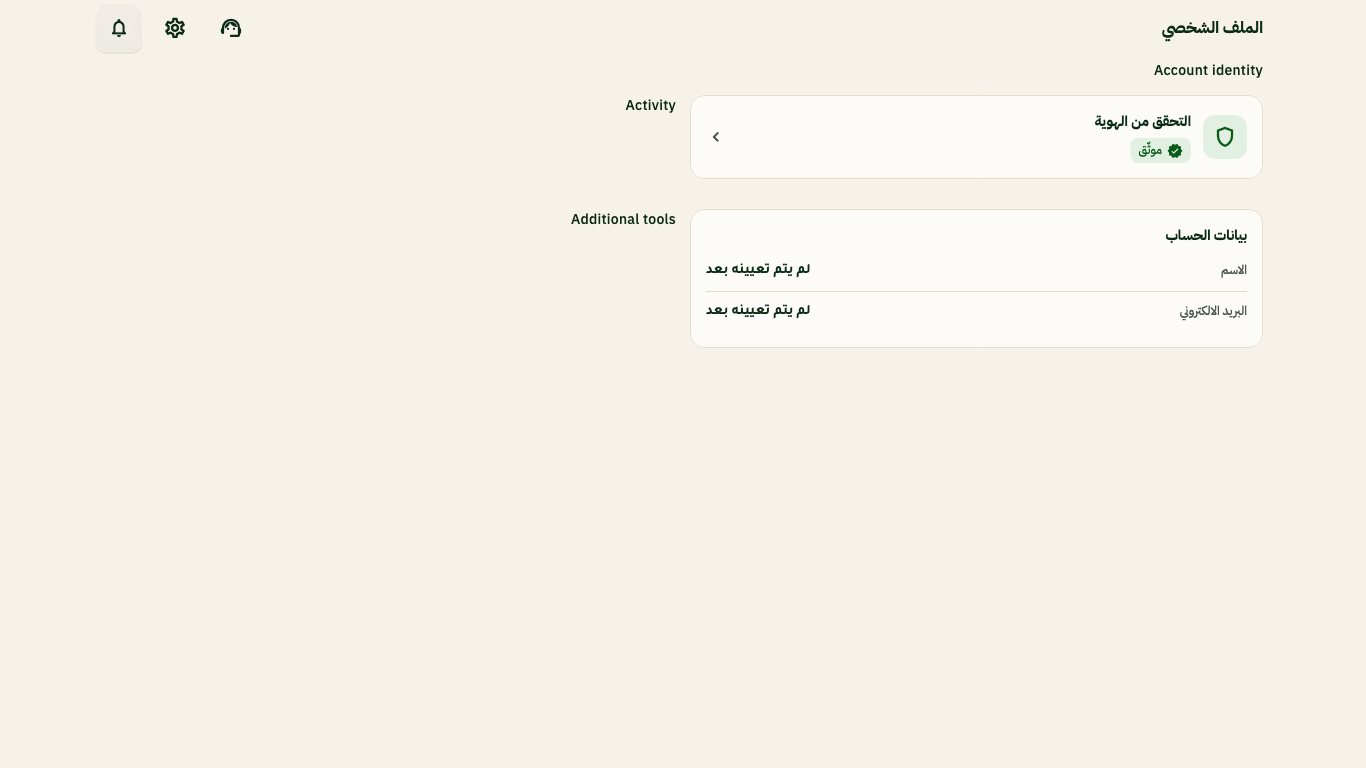 الملف الشخصي
Account identity
التحقق من الهوية
موثّق
Activity
بيانات الحساب
الاسم
لم يتم تعيينه بعد
البريد الالكتروني
لم يتم تعيينه بعد
Additional tools